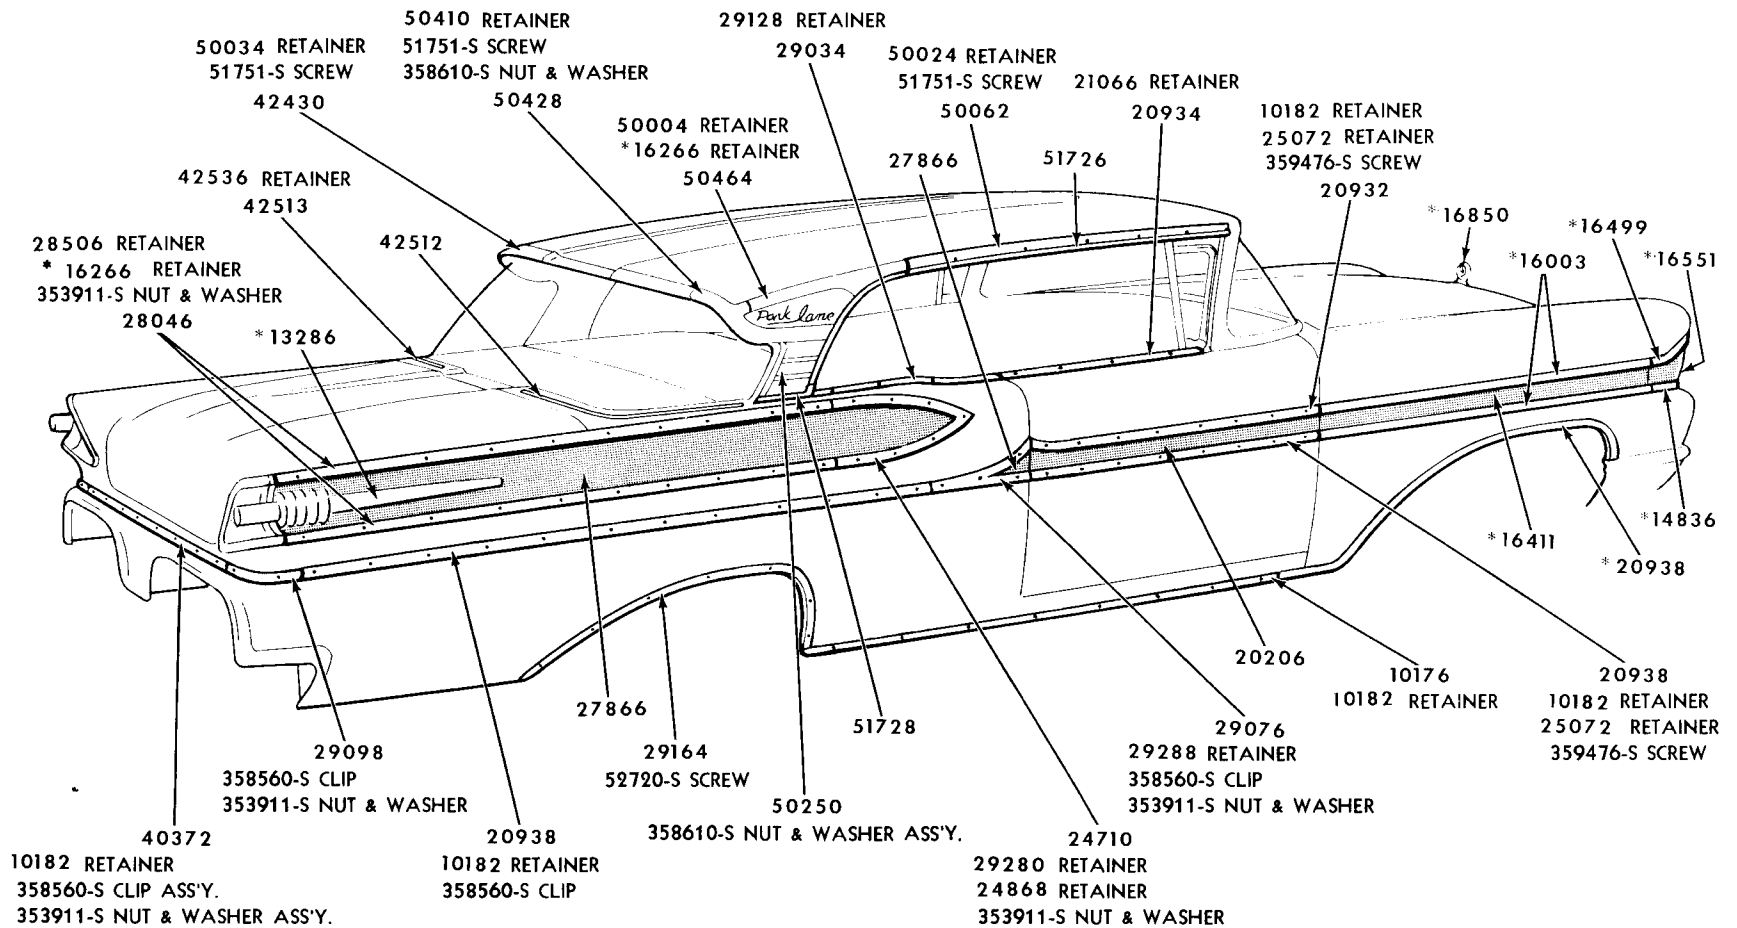 50410 RETAINER
51751-S SCREW
358610-S NUT & WASHER
50428
29128 RETAINER
29034
50034 RETAINER
51751-S SCREW
42430
50024 RETAINER
51751-S SCREW
50062
21066 RETAINER
20934
10182 RETAINER
25072 RETAINER
359476-S SCREW
20932
50004 RETAINER
*16266 RETAINER
50464
27866
51726
42536 RETAINER
42513
42512
*16850
*16499
*16003
*16551
28506 RETAINER
* 16266 RETAINER
353911-S NUT & WASHER
28046
*13286
Park lane
*14836
*16411
*20938
20206
10176
10182 RETAINER
20938
10182 RETAINER
25072 RETAINER
359476-S SCREW
27866
51728
29076
29288 RETAINER
358560-S CLIP
353911-S NUT & WASHER
29098
358560-S CLIP
353911-S NUT & WASHER
29164
52720-S SCREW
50250
358610-S NUT & WASHER ASS'Y.
40372
10182 RETAINER
358560-S CLIP ASS'Y.
353911-S NUT & WASHER ASS'Y.
20938
10182 RETAINER
358560-S CLIP
24710
29280 RETAINER
24868 RETAINER
353911-S NUT & WASHER